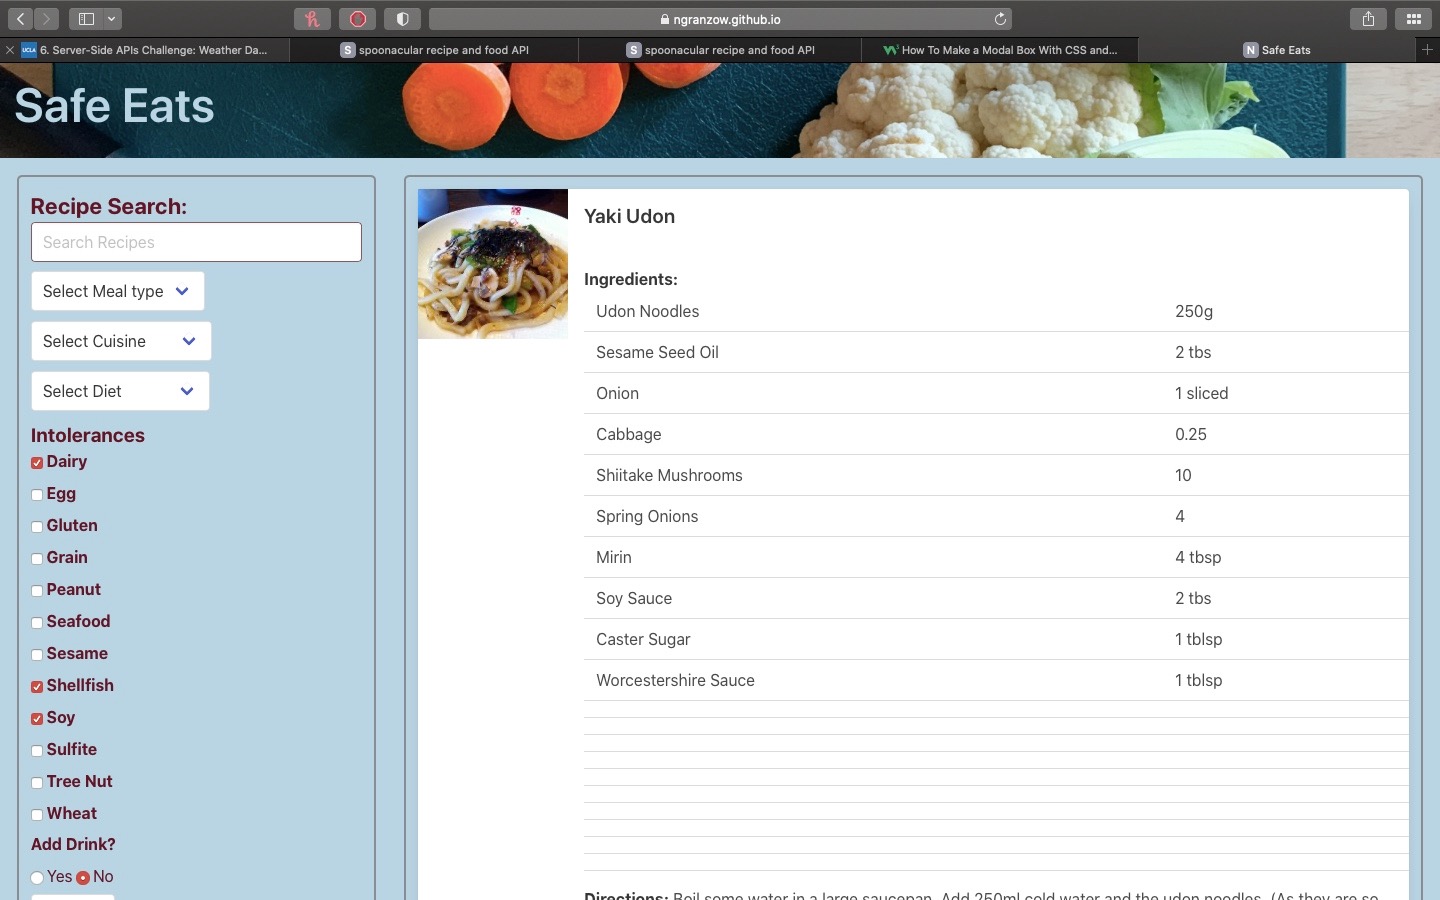 ngranzow.github.io
UCLA 6. Server-Side APIs Challenge: Weather Da...
S spoonacular recipe and food API
S spoonacular recipe and food API
How To Make a Modal Box With CSS and...
N Safe Eats
Safe Eats
Recipe Search:
Search Recipes
Select Meal type
Select Cuisine
Select Diet
Intolerances
Dairy
Egg
Gluten
Grain
Peanut
Seafood
Sesame
Shellfish
Soy
Sulfite
Tree Nut
Wheat
Add Drink?
Yes No
Yaki Udon
Ingredients:
Udon Noodles 250g
Sesame Seed Oil 2 tbs
Onion 1 sliced
Cabbage 0.25
Shiitake Mushrooms 10
Spring Onions 4
Mirin 4 tbsp
Soy Sauce 2 tbs
Caster Sugar 1 tblsp
Worcestershire Sauce 1 tblsp
Directions: Boil some water in a large saucepan. Add 250ml cold water and the udon noodles. (As they are so